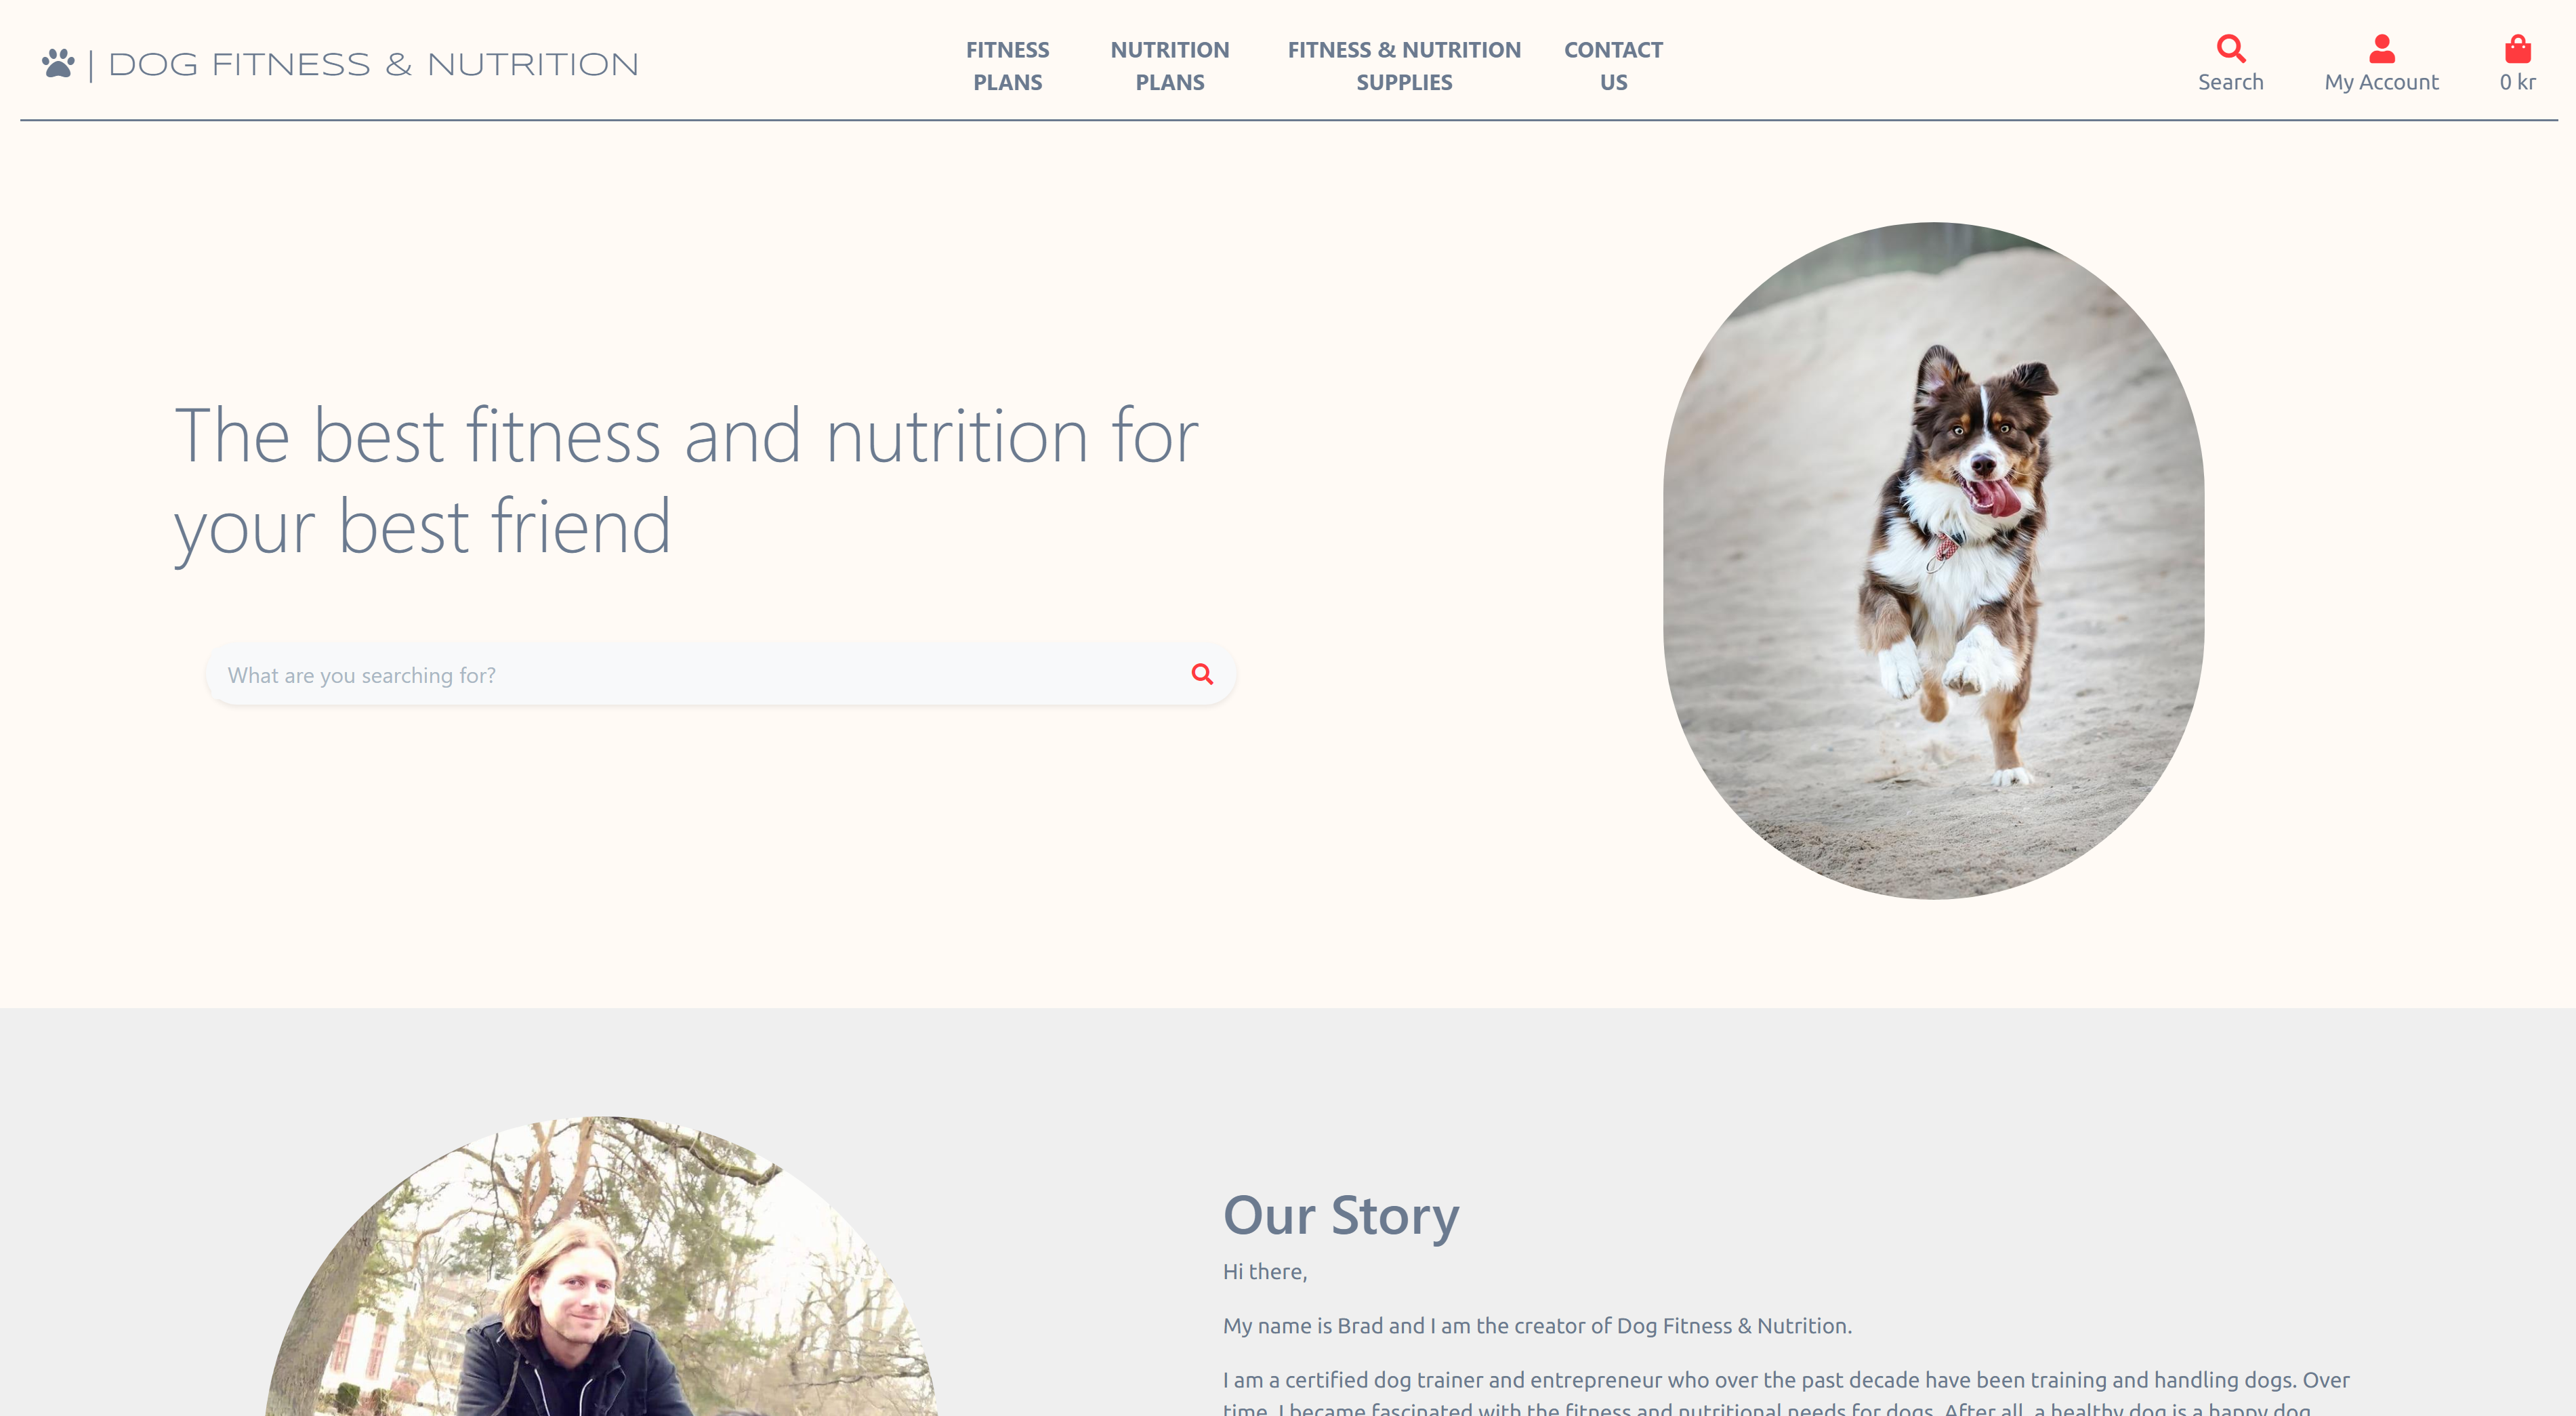 | DOG FITNESS & NUTRITION
FITNESS
PLANS
NUTRITION
PLANS
FITNESS & NUTRITION
SUPPLIES
CONTACT
US
Search
My Account
0 kr
The best fitness and nutrition for
your best friend
What are you searching for?
Our Story
Hi there,
My name is Brad and I am the creator of Dog Fitness & Nutrition.
I am a certified dog trainer and entrepreneur who over the past decade have been training and handling dogs. Over
time, I became fascinated with the fitness and nutritional needs for dogs. After all, a healthy dog is a happy dog